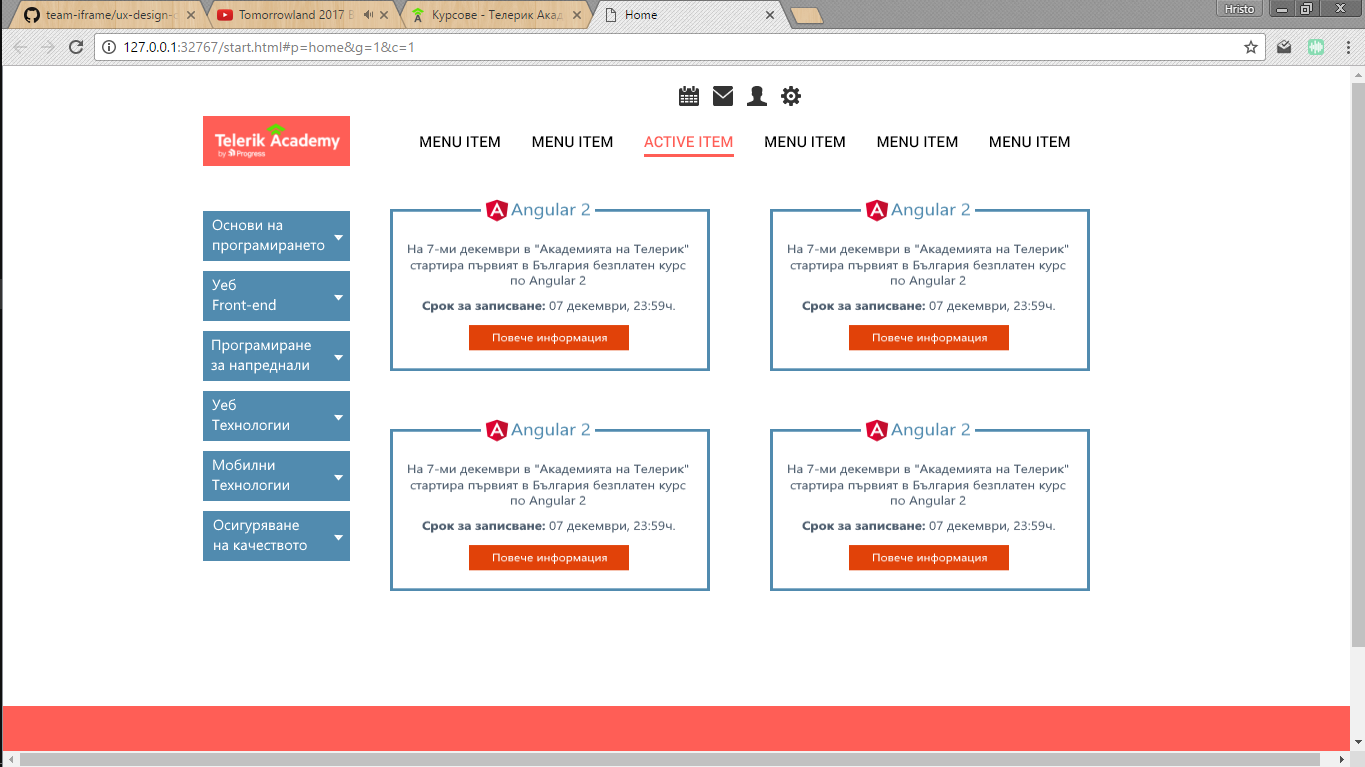 team-iframe/ux-design-
Tomorrowland 2017 B
Курсове - Телерик Ака
Home
Hristo
127.0.0.1:32767/start.html#p=home&g=1&c=1
Telerik Academy
by Progress
MENU ITEM
MENU ITEM
ACTIVE ITEM
MENU ITEM
MENU ITEM
MENU ITEM
Основи на
програмирането
Уеб
Front-end
Програмиране
за напреднали
Уеб
Технологии
Мобилни
Технологии
Осигуряване
на качеството
Angular 2
На 7-ми декември в "Академията на Телерик"
стартира първият в България безплатен курс
по Angular 2
Срок за записване: 07 декември, 23:59ч.
Повече информация
Angular 2
На 7-ми декември в "Академията на Телерик"
стартира първият в България безплатен курс
по Angular 2
Срок за записване: 07 декември, 23:59ч.
Повече информация
Angular 2
На 7-ми декември в "Академията на Телерик"
стартира първият в България безплатен курс
по Angular 2
Срок за записване: 07 декември, 23:59ч.
Повече информация
Angular 2
На 7-ми декември в "Академията на Телерик"
стартира първият в България безплатен курс
по Angular 2
Срок за записване: 07 декември, 23:59ч.
Повече информация